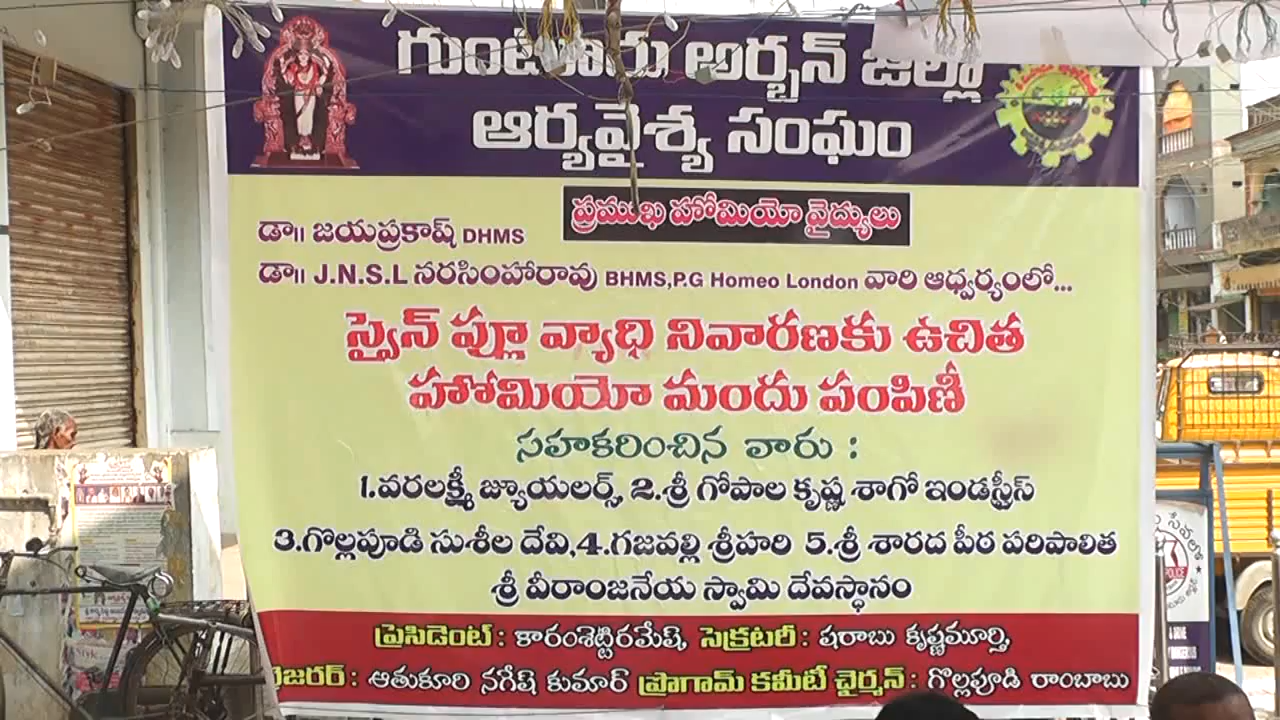 గుంటూరు అర్బన్ జిల్లా
ఆర్యవైశ్య సంఘం
ప్రముఖ హోమియో వైద్యులు
డా॥ జయప్రకాష్ DHMS
డా॥ J.N.S.L నరసింహారావు BHMS,P.G Homeo London వారి ఆధ్వర్యంలో...
స్వైన్ ఫ్లూ వ్యాధి నివారణకు ఉచిత
హోమియో మందు పంపిణీ
సహకరించిన వారు :
1.వరలక్ష్మీ జ్యూయలర్స్, 2.శ్రీ గోపాల కృష్ణ శాగో ఇండస్ట్రీస్
3.గొల్లపూడి సుశీల దేవి,4.గజవల్లి శ్రీహరి 5.శ్రీ శారద పీఠ పరిపాలిత
శ్రీ వీరాంజనేయ స్వామి దేవస్థానం
ప్రెసిడెంట్ : కారంశెట్టిరమేష్, సెక్రటరీ : షరాబు కృష్ణమూర్తి,
ఆతుకూరి నగేష్ కుమార్ ప్రొగామ్ కమీటీ ఛైర్మన్ : గొల్లపూడి రాంబాబు
POLICE